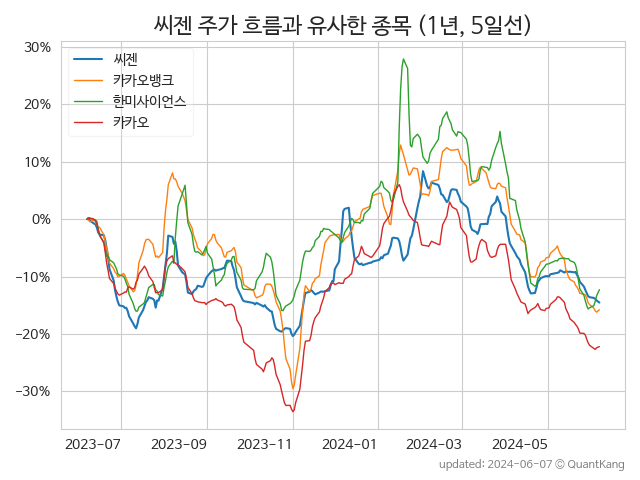 씨젠 주가 흐름과 유사한 종목 (1년, 5일선)
30%
20%
10%
0%
−10%
−20%
−30%
씨젠
카카오뱅크
한미사이언스
카카오
2023-07
2023-09
2023-11
2024-01
2024-03
2024-05
updated: 2024-06-07 © QuantKang